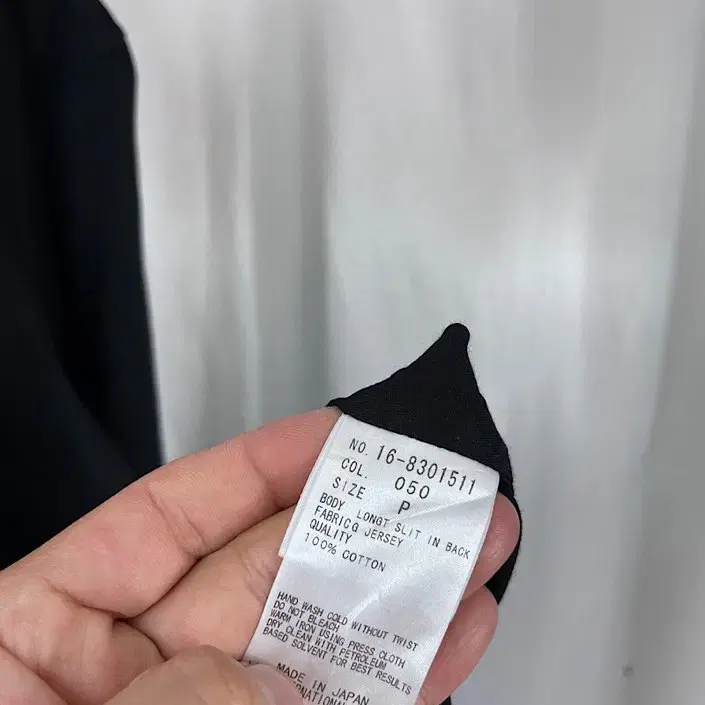 NO. 16-8301511
COL. 050
SIZE P
BODY LONGT SLIT IN BACK
FABRICG JERSEY
QUALITY
100% COTTON
HAND WASH COLD WITHOUT TWIST
DO NOT BLEACH
WARM IRON USING PRESS CLOTH
DRY CLEAN WITH PETROLEUM
BASED SOLVENT FOR BEST RESULTS
MADE IN JAPAN